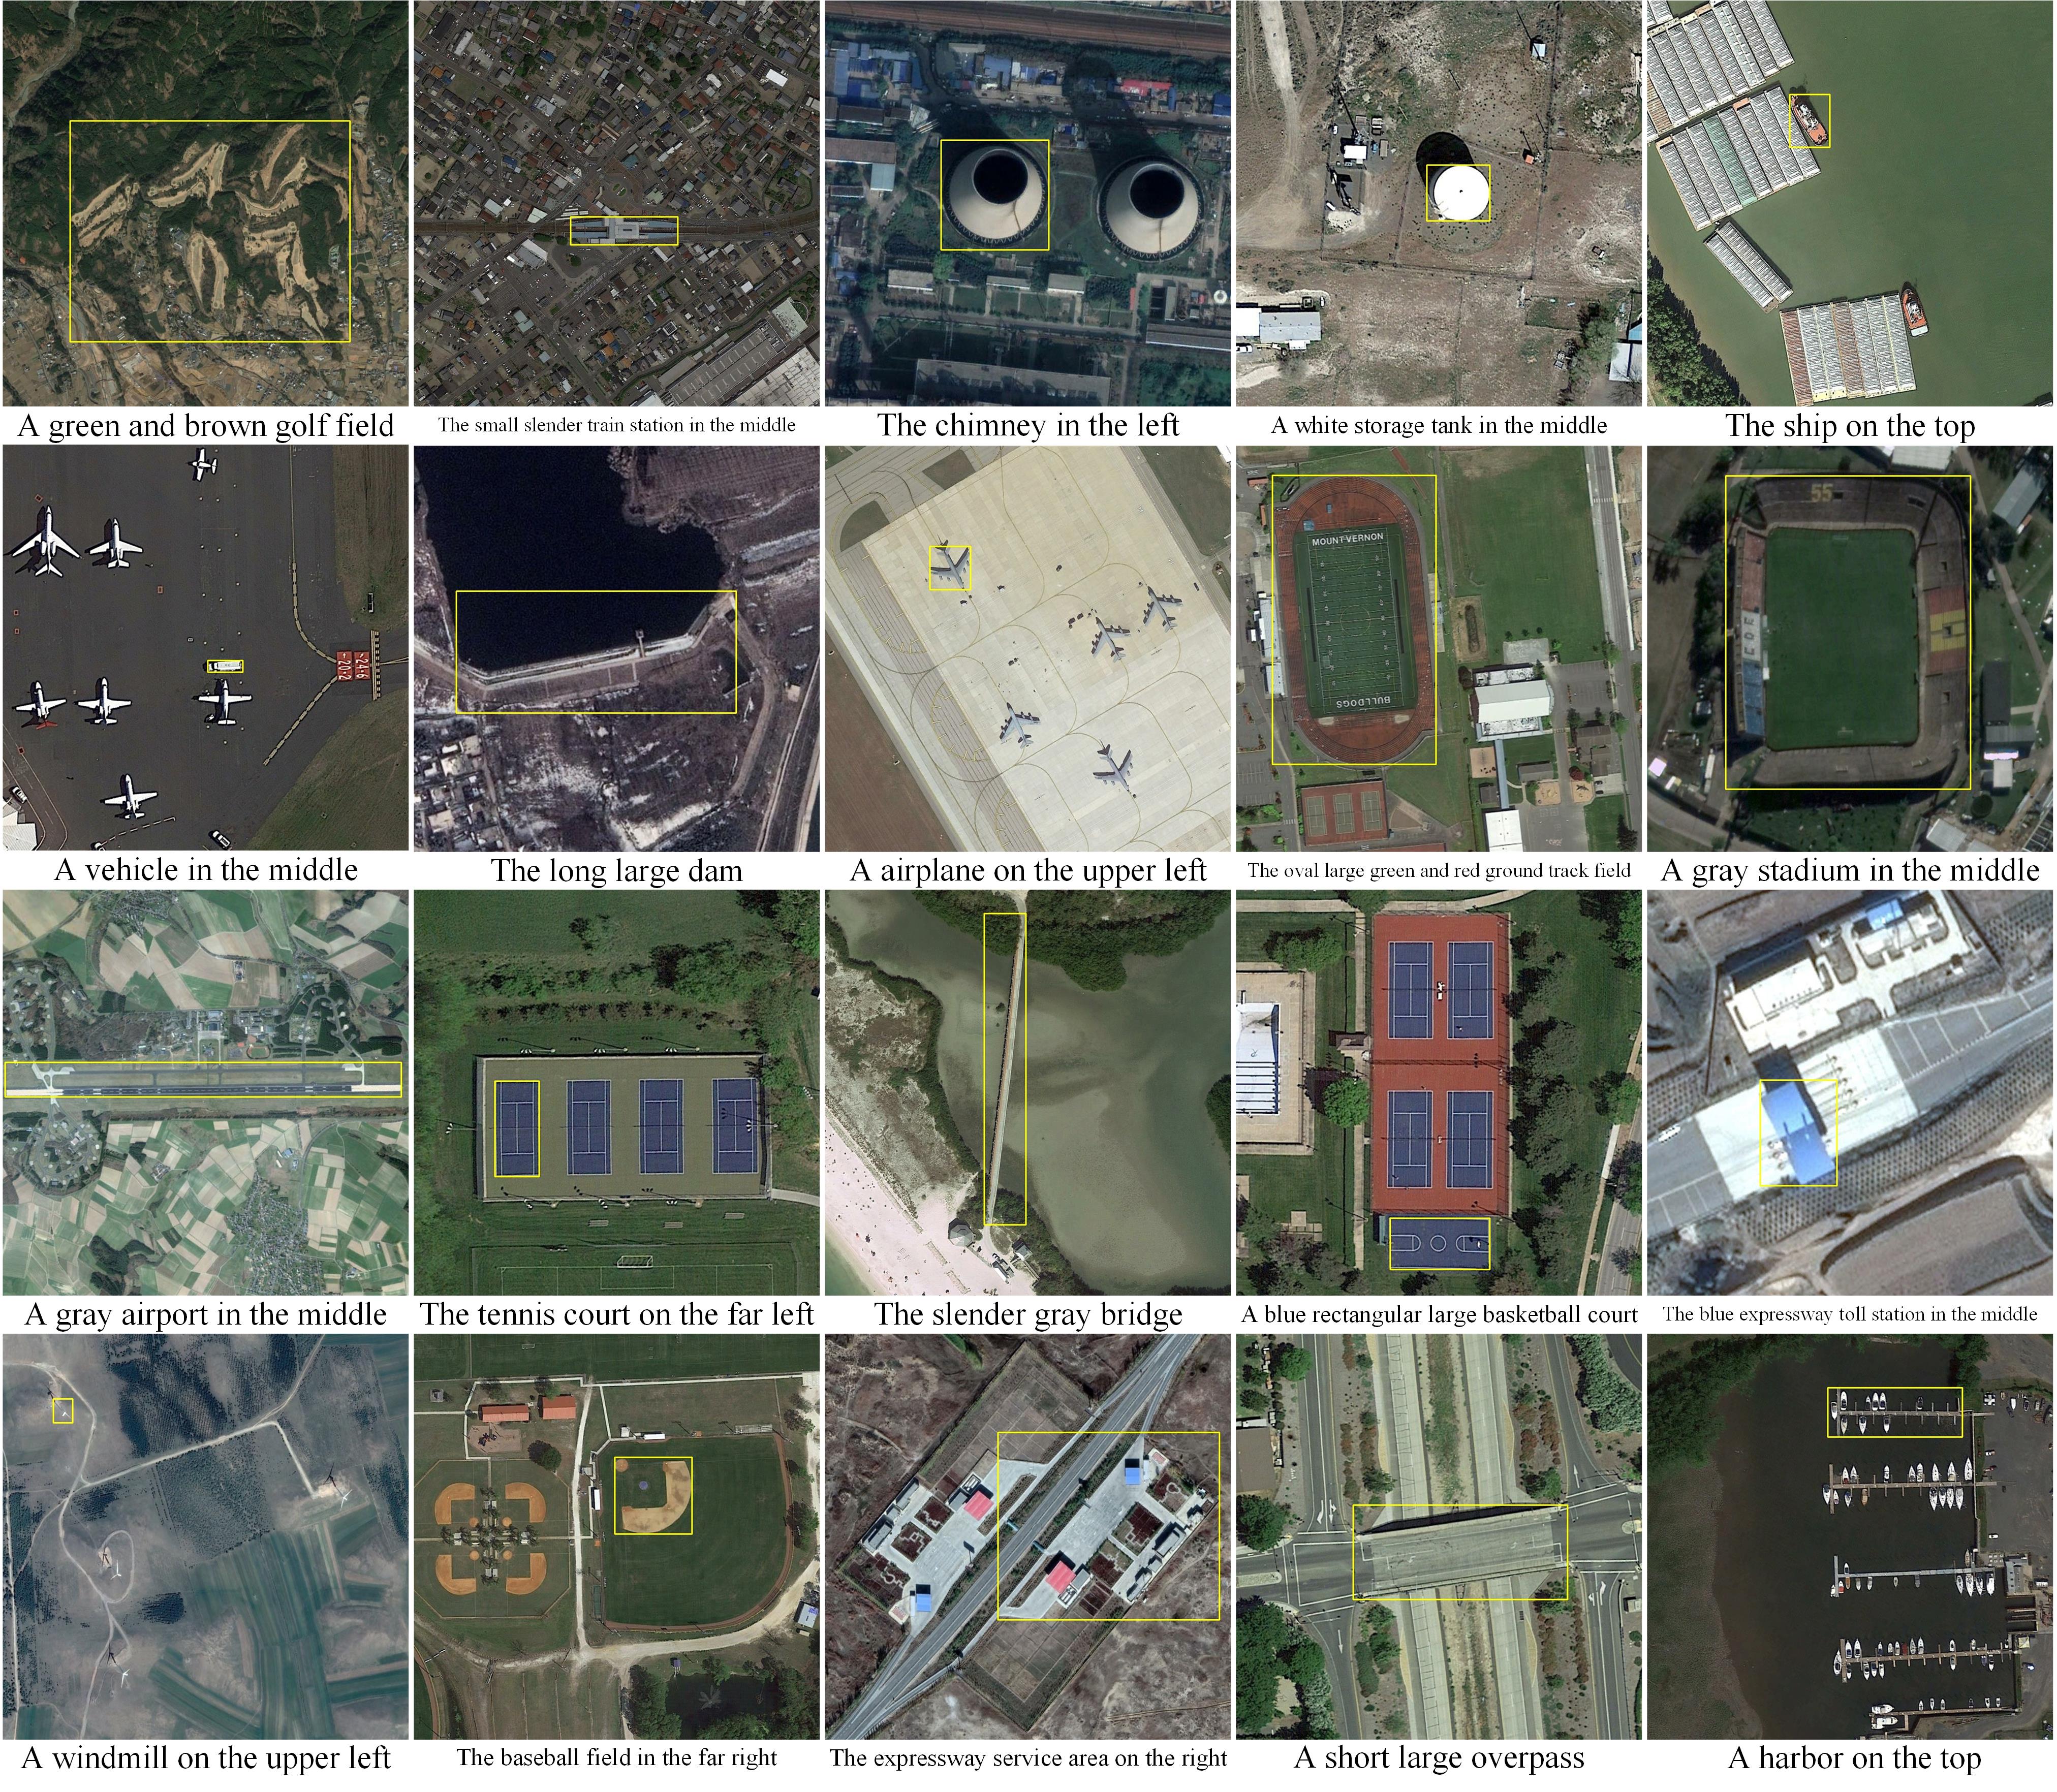 A green and brown golf field
The small slender train station in the middle
The chimney in the left
A white storage tank in the middle
The ship on the top
MOUNT VERNON
BULLDOGS
55
A vehicle in the middle
The long large dam
A airplane on the upper left
The oval large green and red ground track field
A gray stadium in the middle
A gray airport in the middle
The tennis court on the far left
The slender gray bridge
A blue rectangular large basketball court
The blue expressway toll station in the middle
A windmill on the upper left
The baseball field in the far right
The expressway service area on the right
A short large overpass
A harbor on the top